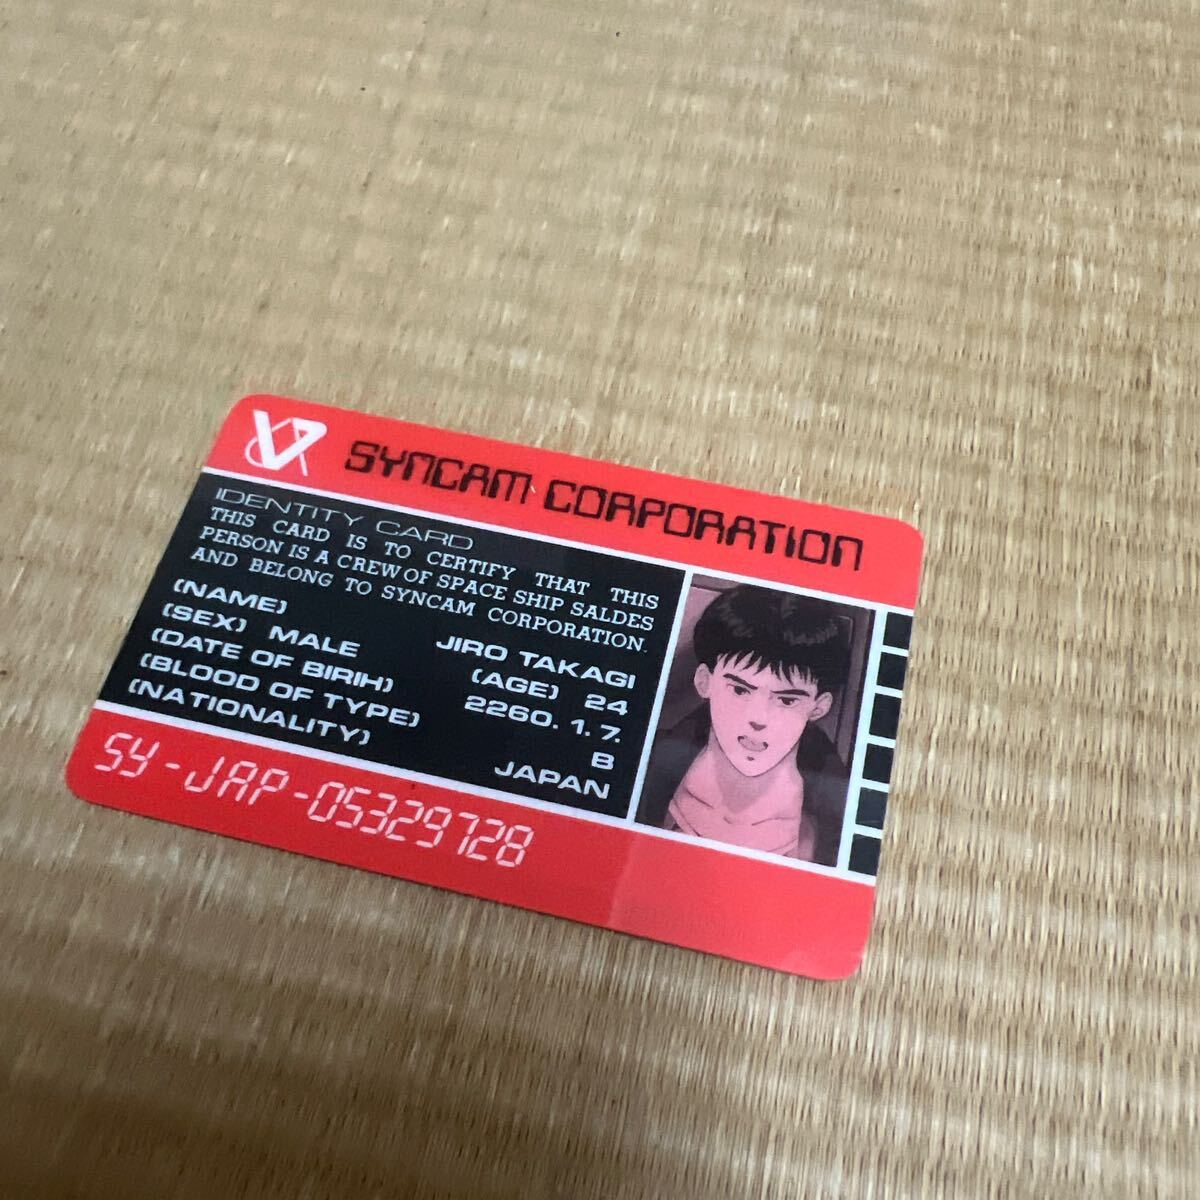 SYNCAM CORPORATION
IDENTITY CARD
THIS CARD IS TO CERTIFY THAT THIS
PERSON IS A CREW OF SPACE SHIP SALDES
AND BELONG TO SYNCAM CORPORATION.
(NAME) JIRO TAKAGI
(SEX) MALE (AGE) 24
(DATE OF BIRIH) 2260. 1. 7.
(BLOOD OF TYPE) B
(NATIONALITY) JAPAN
SY-JAP-05329728